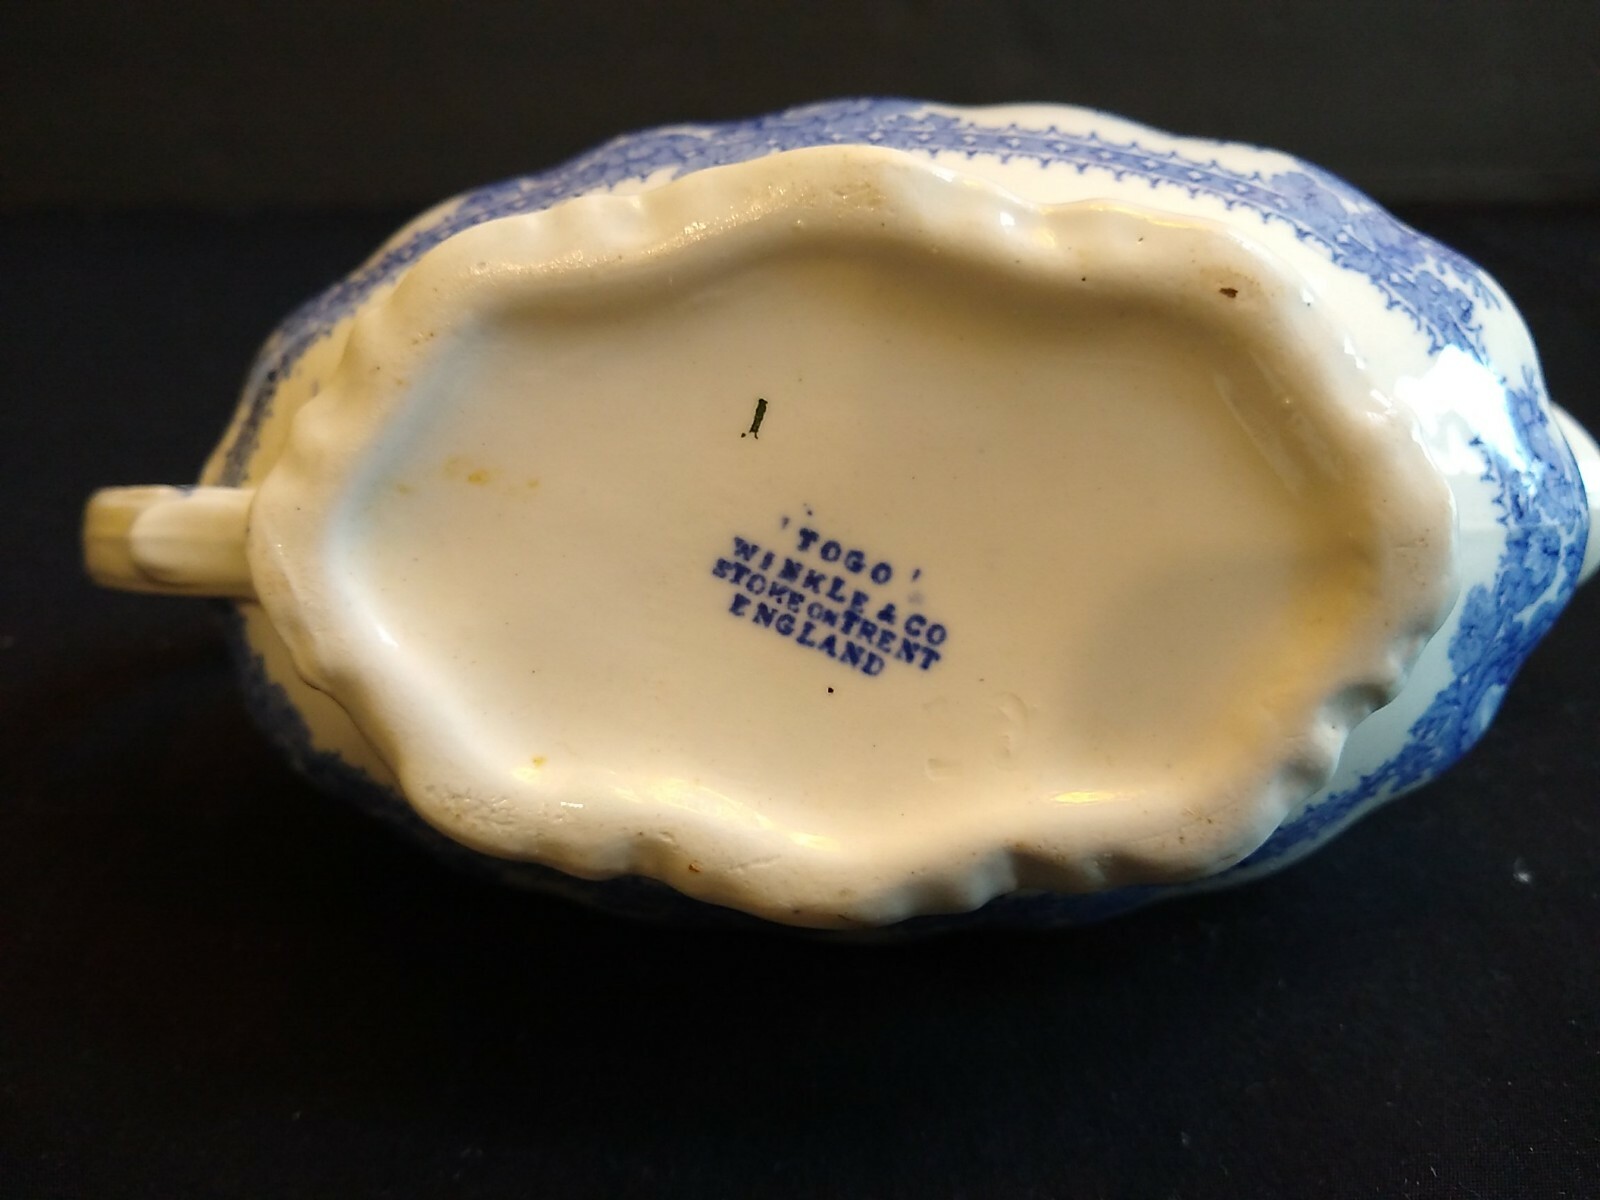 'TOGO'
WINKLE & CO
STOKE ON TRENT
ENGLAND